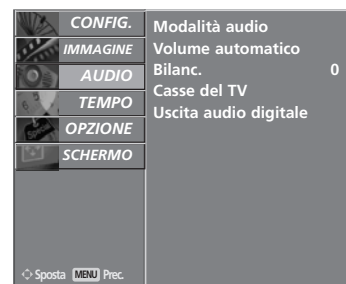 CONFIG.
IMMAGINE
AUDIO
TEMPO
OPZIONE
SCHERMO
Modalità audio
Volume automatico
Bilanc. 0
Casse del TV
Uscita audio digitale
Sposta MENU Prec.